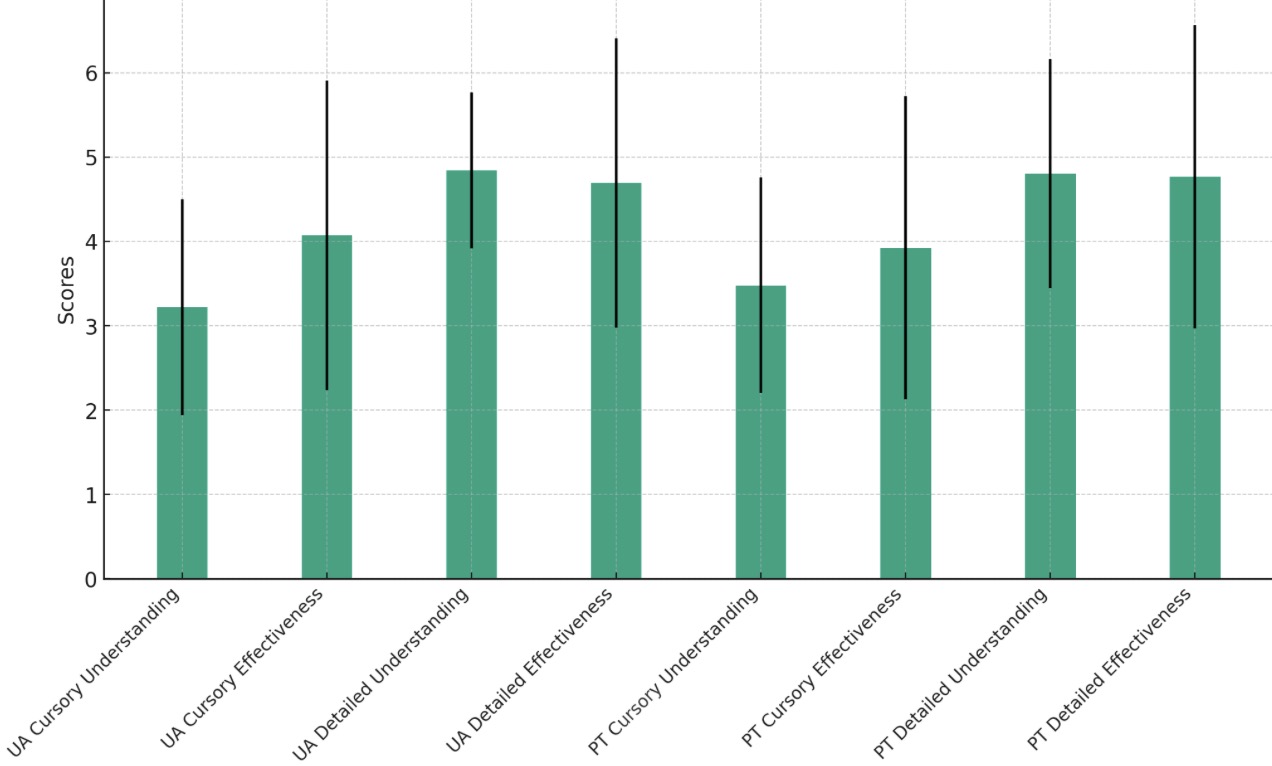 6
5
4
3
2
1
0
Scores
UA Cursory Understanding
UA Cursory Effectiveness
UA Detailed Understanding
UA Detailed Effectiveness
PT Cursory Understanding
PT Cursory Effectiveness
PT Detailed Understanding
PT Detailed Effectiveness